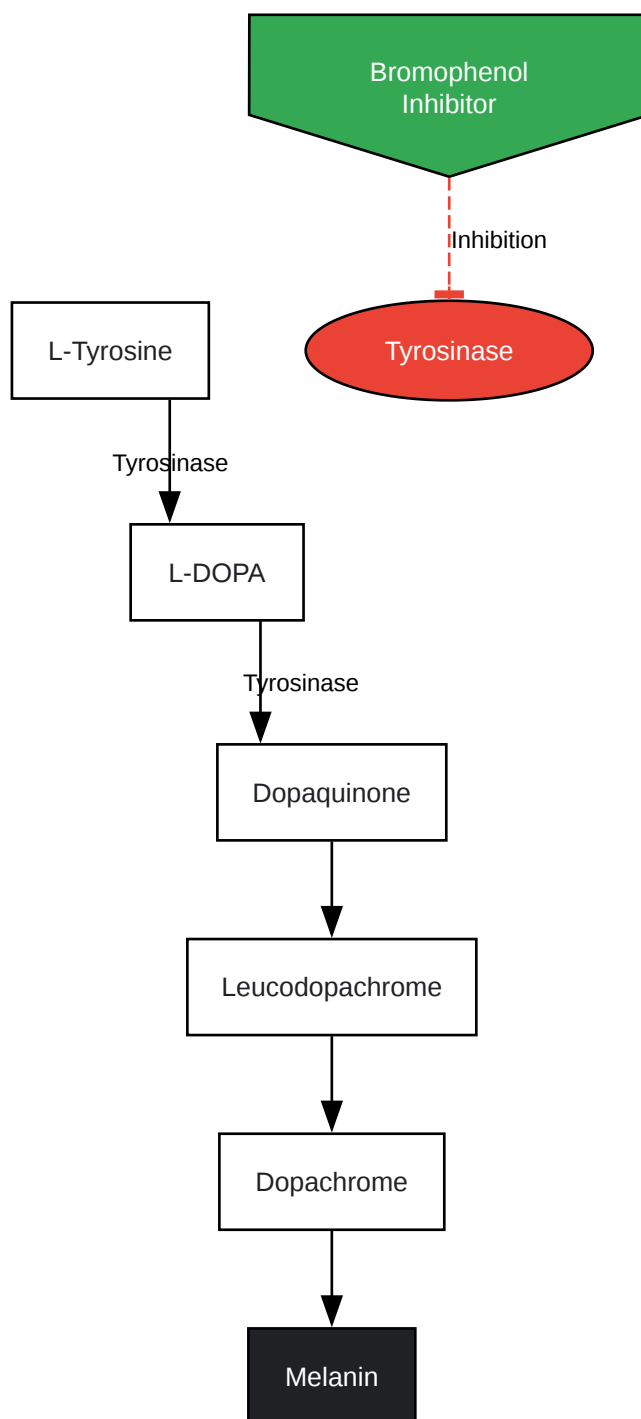 Bromophenol
Inhibitor
Inhibition
L-Tyrosine
Tyrosinase
Tyrosinase
L-DOPA
Tyrosinase
Dopaquinone
Leucodopachrome
Dopachrome
Melanin